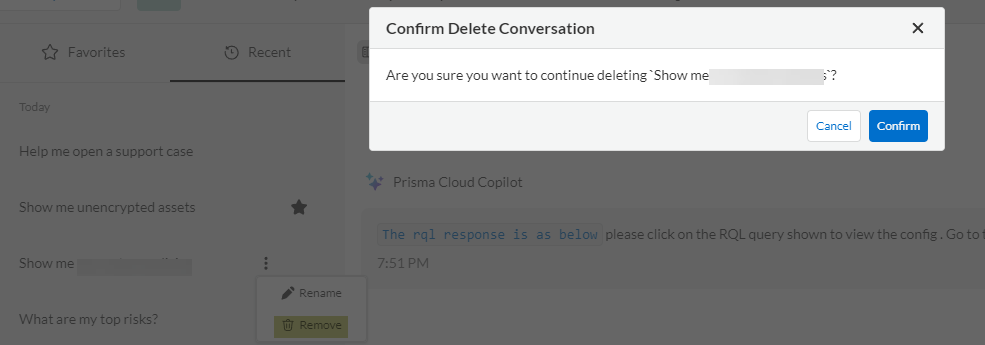 Confirm Delete Conversation
Are you sure you want to continue deleting `Show me s`?
Cancel
Confirm
Favorites
Recent
Today
Help me open a support case
Show me unencrypted assets
Show me
Rename
Remove
What are my top risks?
Prisma Cloud Copilot
The rql response is as below please click on the RQL query shown to view the config . Go to t
7:51 PM